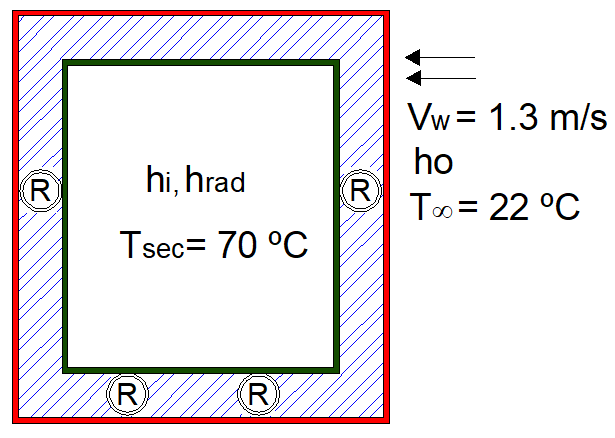 Vw = 1.3 m/s
ho
T∞ = 22 ºC
R
hi, hrad
R
Tsec = 70 ºC
R
R